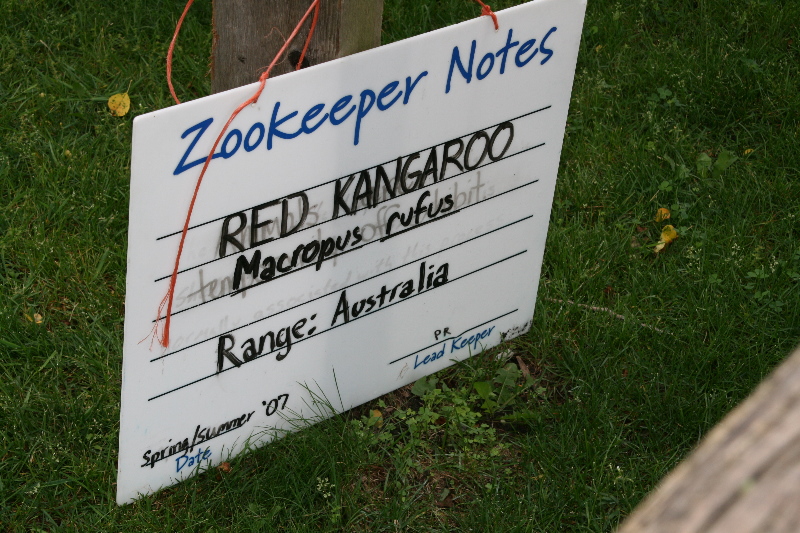 Zookeeper Notes
RED KANGAROO
Macropus rufus
Range: Australia
PR
Lead Keeper
Spring/Summer '07
Date